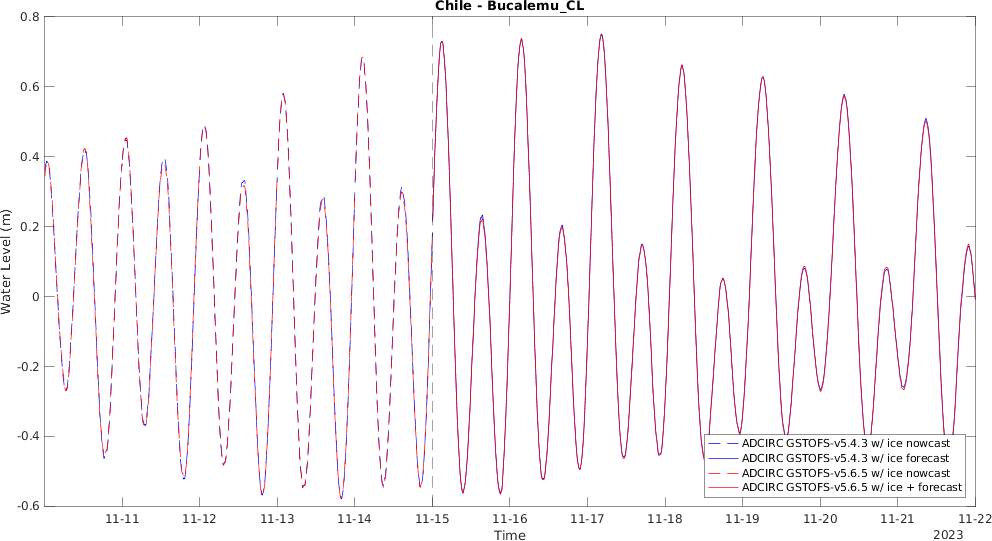 Chile - Bucalemu_CL
0.8
0.6
0.4
0.2
0
-0.2
-0.4
-0.6
Water Level (m)
ADCIRC GSTOFS-v5.4.3 w/ ice nowcast
ADCIRC GSTOFS-v5.4.3 w/ ice forecast
ADCIRC GSTOFS-v5.6.5 w/ ice nowcast
ADCIRC GSTOFS-v5.6.5 w/ ice + forecast
11-11 11-12 11-13 11-14 11-15 11-16 11-17 11-18 11-19 11-20 11-21 11-22
Time
2023